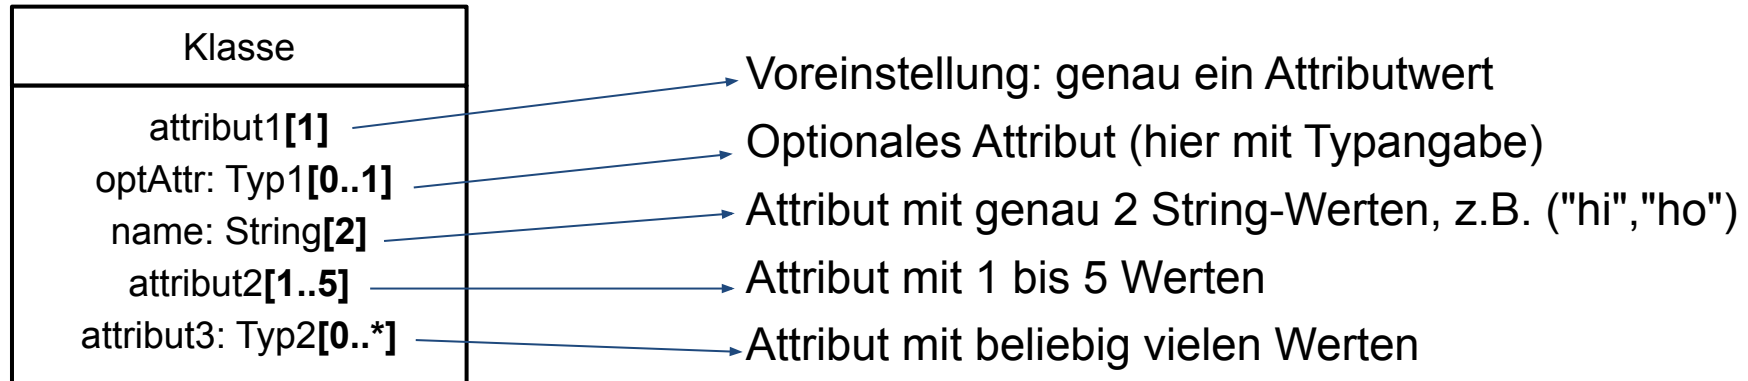 Klasse
attribut1[1]
optAttr: Typ1[0..1]
name: String[2]
attribut2[1..5]
attribut3: Typ2[0..*]
Voreinstellung: genau ein Attributwert
Optionales Attribut (hier mit Typangabe)
Attribut mit genau 2 String-Werten, z.B. ("hi","ho")
Attribut mit 1 bis 5 Werten
Attribut mit beliebig vielen Werten